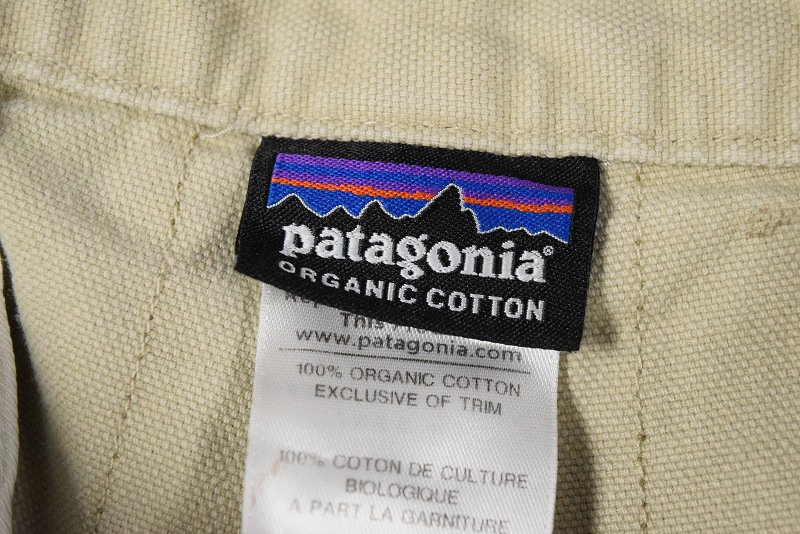 patagonia®
ORGANIC COTTON
This
www.patagonia.com
100% ORGANIC COTTON
EXCLUSIVE OF TRIM
100% COTON DE CULTURE
BIOLOGIQUE
A PART LA GARNITURE